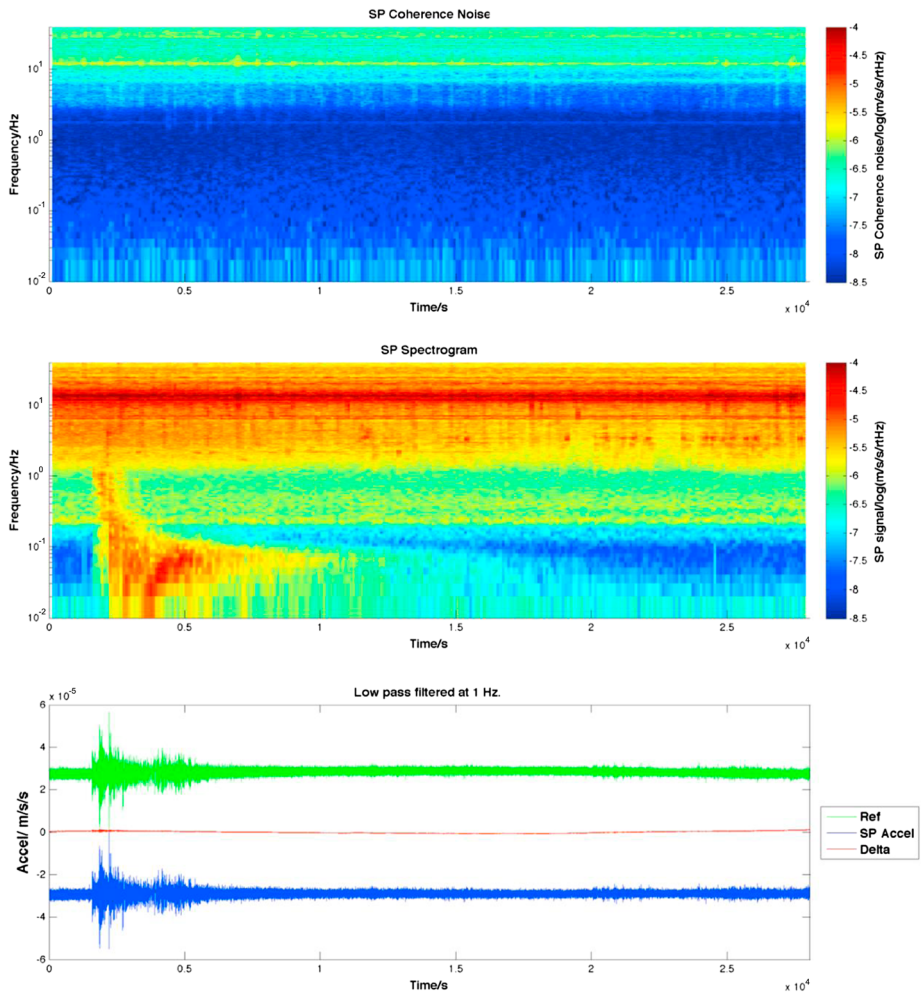 SP Coherence Noise
Frequency/Hz
10^1
10^0
10^-1
10^-2
0 0.5 1 1.5 2 2.5
x 10^4
Time/s
-4
-4.5
-5
-5.5
-6
-6.5
-7
-7.5
-8
-8.5
SP Coherence noise/log(m/s/s/rtHz)
SP Spectrogram
Frequency/Hz
10^1
10^0
10^-1
10^-2
0 0.5 1 1.5 2 2.5
x 10^4
Time/s
-4
-4.5
-5
-5.5
-6
-6.5
-7
-7.5
-8
-8.5
SP signal/log(m/s/s/rtHz)
x 10^-5
Low pass filtered at 1 Hz.
Accel/ m/s/s
6
4
2
0
-2
-4
-6
0 0.5 1 1.5 2 2.5
x 10^4
Time/s
Ref
SP Accel
Delta